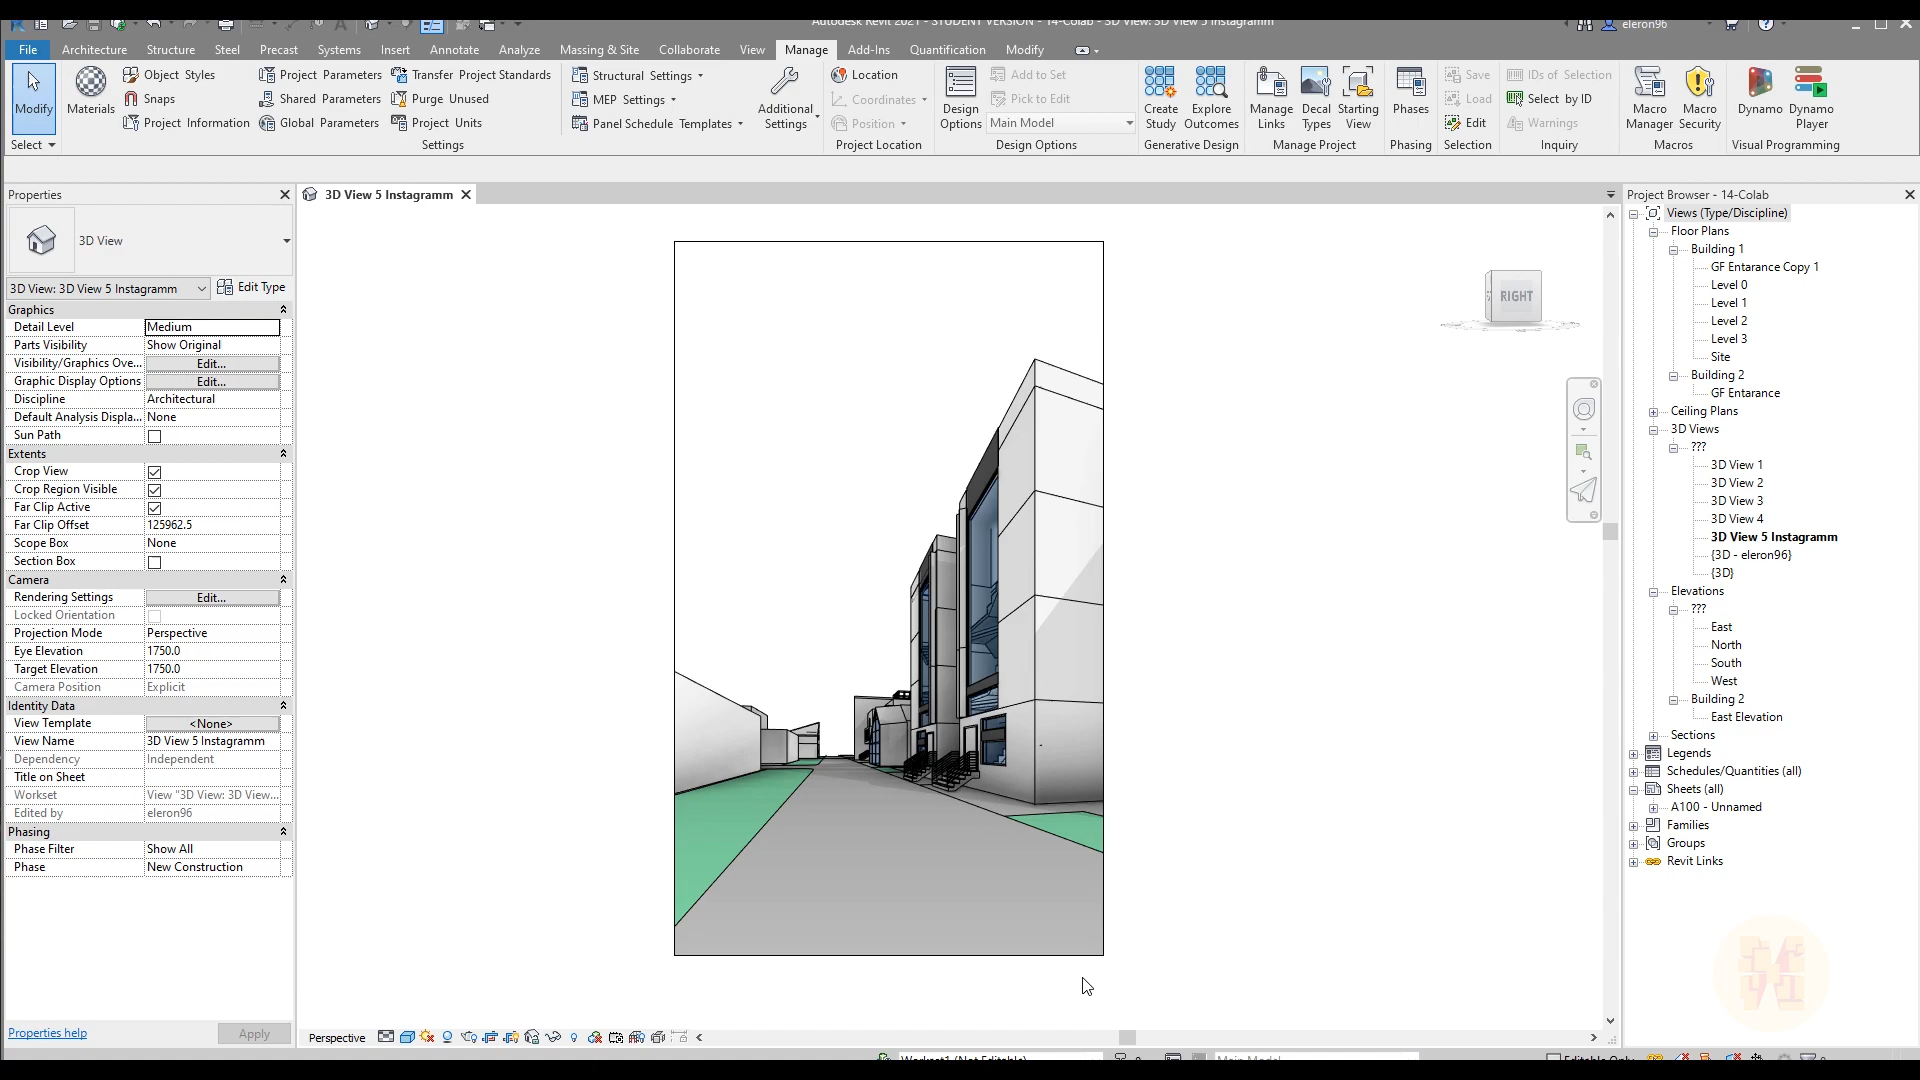 Autodesk Revit 2021 - STUDENT VERSION - 14-Colab - 3D View: 3D View 5 Instagramm
eleron96
File Architecture Structure Steel Precast Systems Insert Annotate Analyze Massing & Site Collaborate View Manage Add-Ins Quantification Modify
Modify
Materials
Object Styles
Snaps
Project Information
Project Parameters
Shared Parameters
Global Parameters
Transfer Project Standards
Purge Unused
Project Units
Structural Settings
MEP Settings
Panel Schedule Templates
Additional
Settings
Location
Coordinates
Position
Design
Options
Add to Set
Pick to Edit
Main Model
Create
Study
Explore
Outcomes
Manage
Links
Decal
Types
Starting
View
Phases
Save
Load
Edit
IDs of Selection
Select by ID
Warnings
Macro
Manager
Macro
Security
Dynamo
Dynamo
Player
Select Settings Project Location Design Options Generative Design Manage Project Phasing Selection Inquiry Macros Visual Programming
Properties
3D View
3D View: 3D View 5 Instagramm
Edit Type
Graphics
Detail Level Medium
Parts Visibility Show Original
Visibility/Graphics Ove... Edit...
Graphic Display Options Edit...
Discipline Architectural
Default Analysis Displa... None
Sun Path
Extents
Crop View
Crop Region Visible
Far Clip Active
Far Clip Offset 125962.5
Scope Box None
Section Box
Camera
Rendering Settings Edit...
Locked Orientation
Projection Mode Perspective
Eye Elevation 1750.0
Target Elevation 1750.0
Camera Position Explicit
Identity Data
View Template <None>
View Name 3D View 5 Instagramm
Dependency Independent
Title on Sheet
Workset View "3D View: 3D View...
Edited by eleron96
Phasing
Phase Filter Show All
Phase New Construction
Properties help
Apply
3D View 5 Instagramm
RIGHT
Perspective
Workset1 (Not Editable)
Main Model
Editable Only
Project Browser - 14-Colab
Views (Type/Discipline)
Floor Plans
Building 1
GF Entarance Copy 1
Level 0
Level 1
Level 2
Level 3
Site
Building 2
GF Entarance
Ceiling Plans
3D Views
???
3D View 1
3D View 2
3D View 3
3D View 4
3D View 5 Instagramm
{3D - eleron96}
{3D}
Elevations
???
East
North
South
West
Building 2
East Elevation
Sections
Legends
Schedules/Quantities (all)
Sheets (all)
A100 - Unnamed
Families
Groups
Revit Links